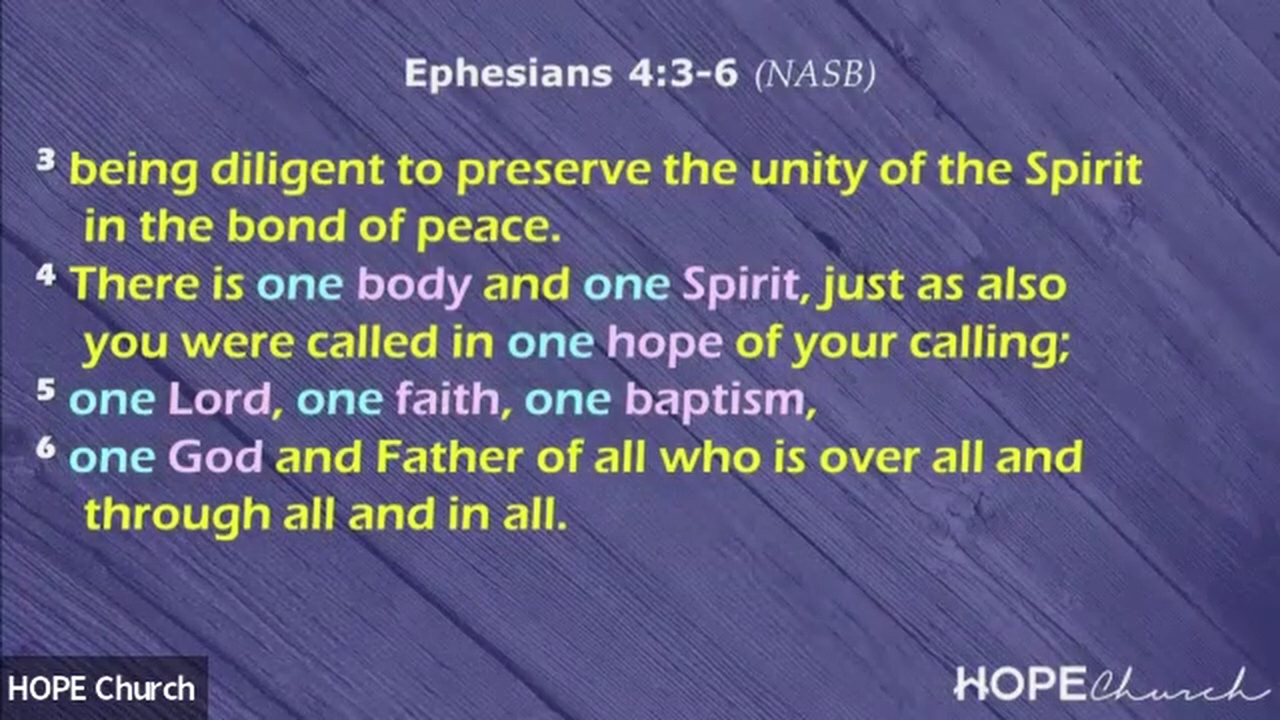 Ephesians 4:3-6 (NASB)
3 being diligent to preserve the unity of the Spirit
in the bond of peace.
4 There is one body and one Spirit, just as also
you were called in one hope of your calling;
5 one Lord, one faith, one baptism,
6 one God and Father of all who is over all and
through all and in all.
HOPE Church
HOPE Church